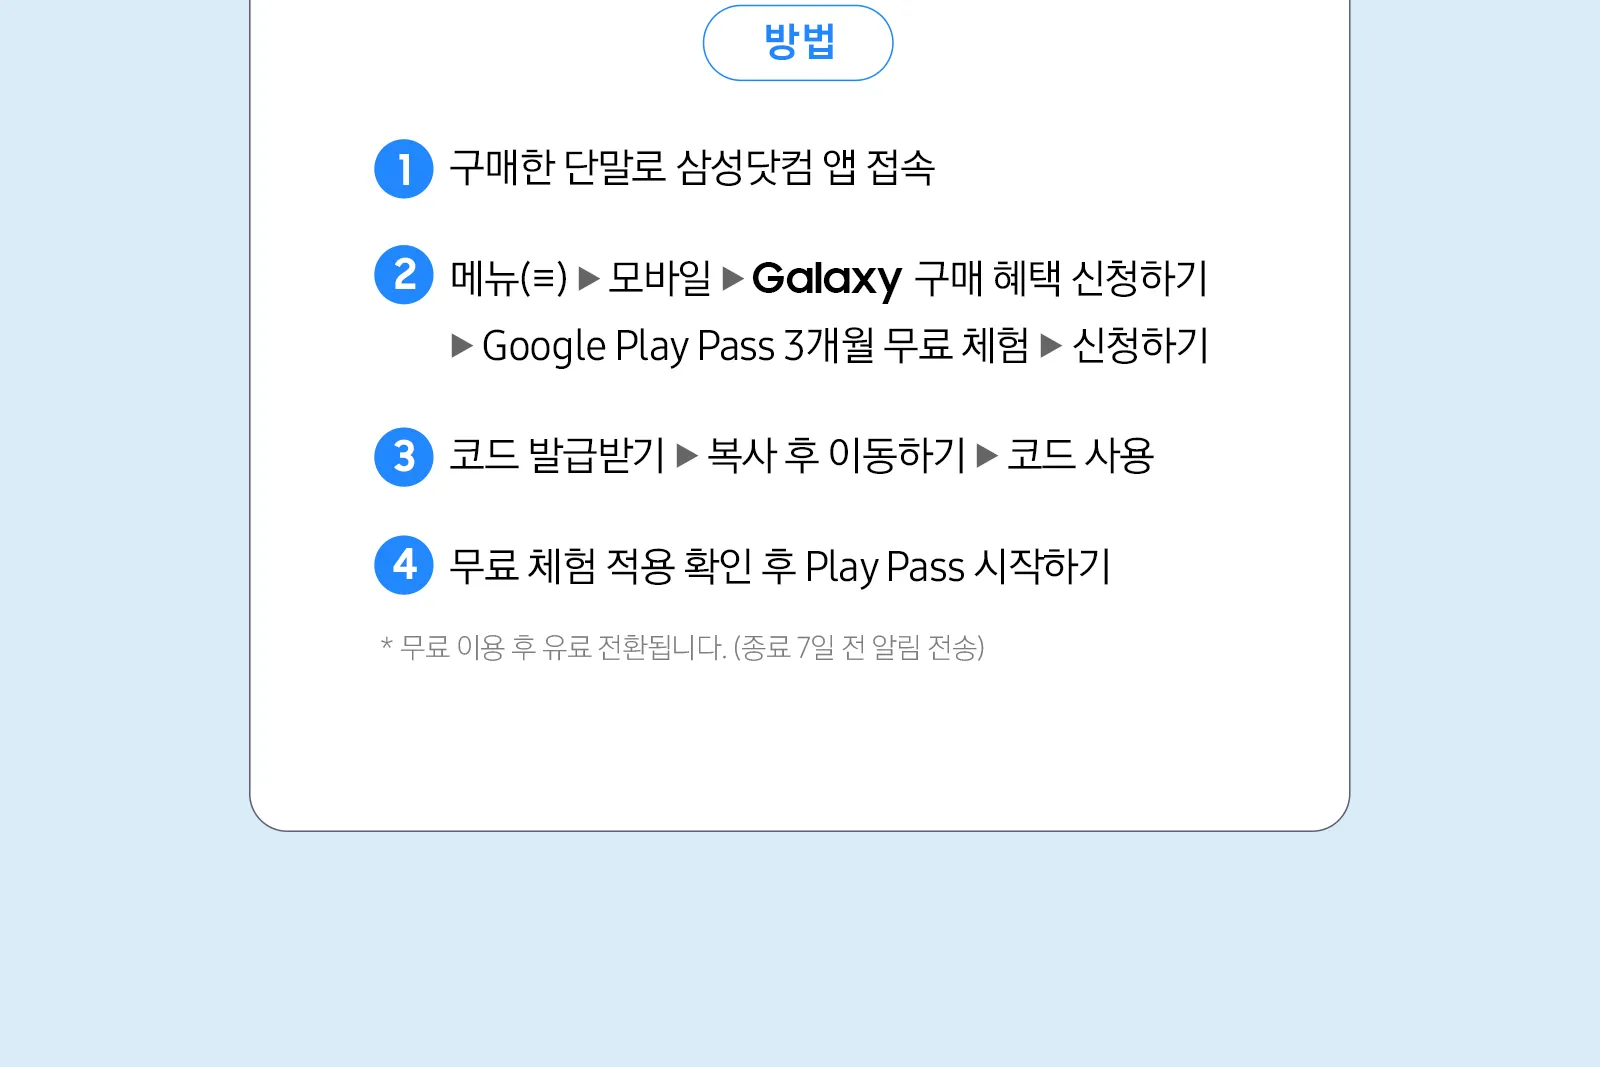 방법
1 구매한 단말로 삼성닷컴 앱 접속
2 메뉴(≡) ▶ 모바일 ▶ Galaxy 구매 혜택 신청하기
▶ Google Play Pass 3개월 무료 체험 ▶ 신청하기
3 코드 발급받기 ▶ 복사 후 이동하기 ▶ 코드 사용
4 무료 체험 적용 확인 후 Play Pass 시작하기
* 무료 이용 후 유료 전환됩니다. (종료 7일 전 알림 전송)